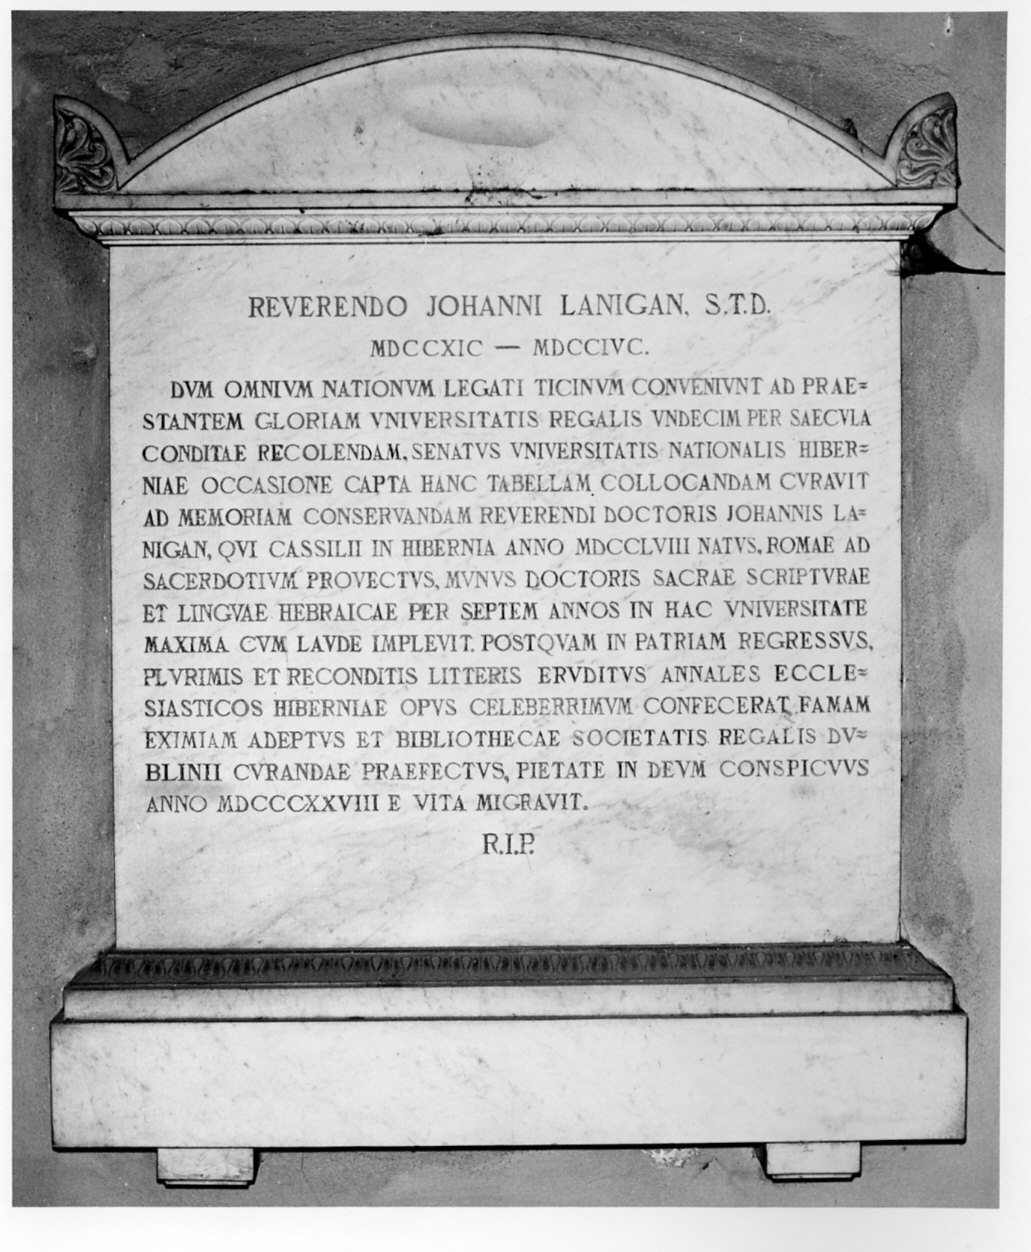 REVERENDO JOHANNI LANIGAN, S.T.D.
MDCCXIC — MDCCIVC.
DVM OMNIVM NATIONVM LEGATI TICINVM CONVENIVNT AD PRAE=
STANTEM GLORIAM VNIVERSITATIS REGALIS VNDECIM PER SAECVLA
CONDITAE RECOLENDAM, SENATVS VNIVERSITATIS NATIONALIS HIBER=
NIAE OCCASIONE CAPTA HANC TABELLAM COLLOCANDAM CVRAVIT
AD MEMORIAM CONSERVANDAM REVERENDI DOCTORIS JOHANNIS LA=
NIGAN, QVI CASSILII IN HIBERNIA ANNO MDCCLVIII NATVS, ROMAE AD
SACERDOTIVM PROVECTVS, MVNVS DOCTORIS SACRAE SCRIPTVRAE
ET LINGVAE HEBRAICAE PER SEPTEM ANNOS IN HAC VNIVERSITATE
MAXIMA CVM LAVDE IMPLEVIT. POSTQVAM IN PATRIAM REGRESSVS,
PLVRIMIS ET RECONDITIS LITTERIS ERVDITVS ANNALES ECCLE=
SIASTICOS HIBERNIAE OPVS CELEBERRIMVM CONFECERAT, FAMAM
EXIMIAM ADEPTVS ET BIBLIOTHECAE SOCIETATIS REGALIS DV=
BLINII CVRANDAE PRAEFECTVS, PIETATE IN DEVM CONSPICVVS
ANNO MDCCCXXVIII E VITA MIGRAVIT.
R.I.P.